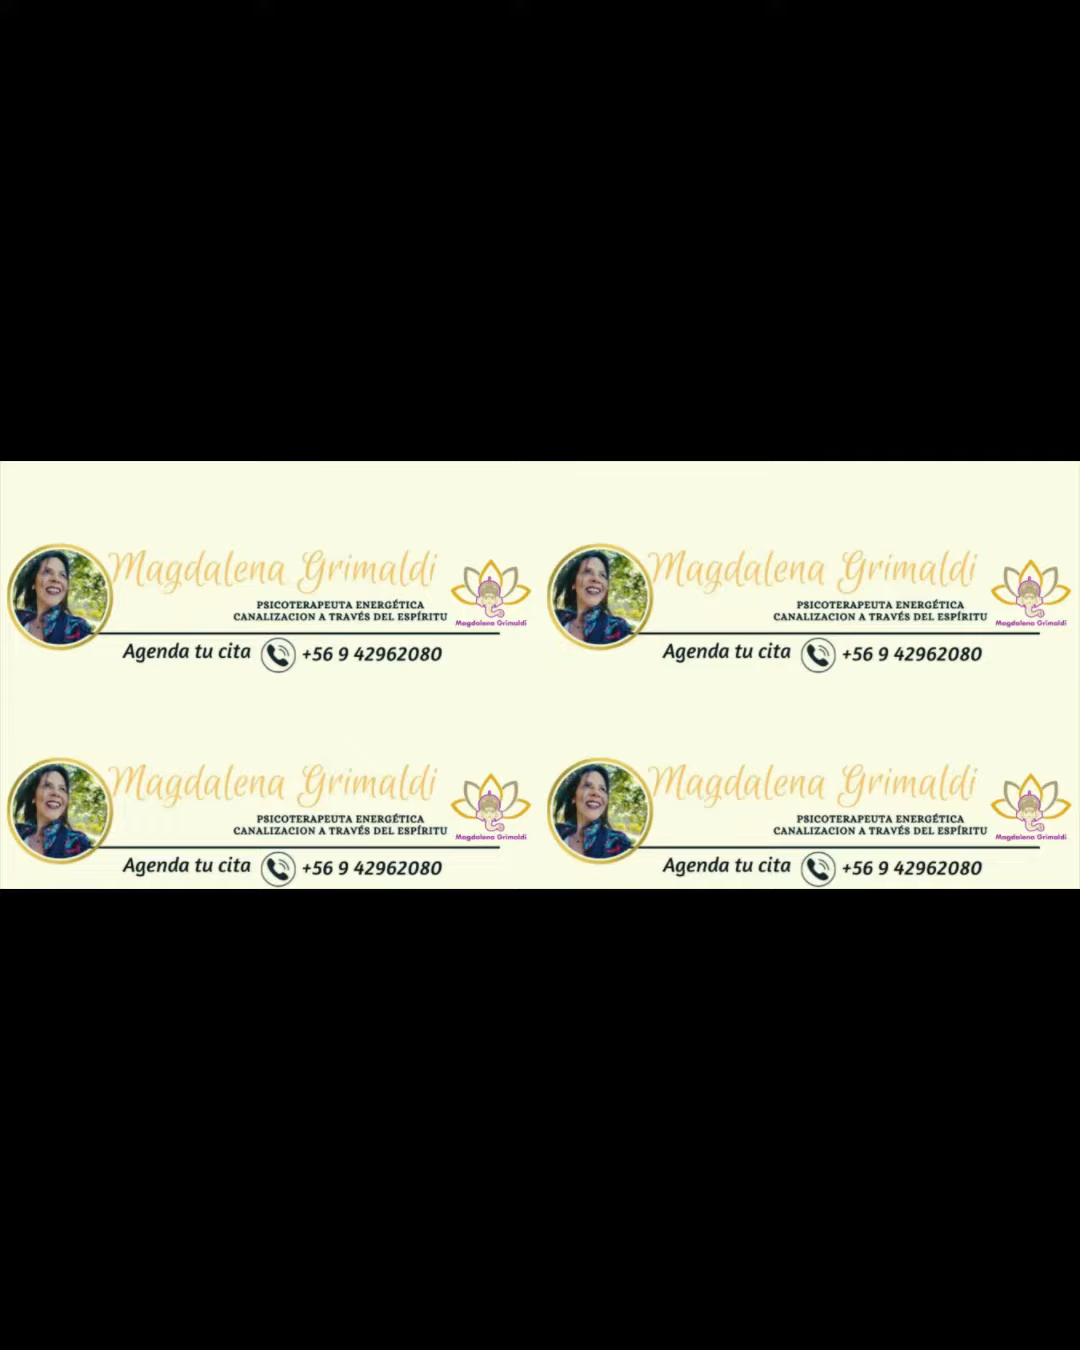 Magdalena Grimaldi
PSICOTERAPEUTA ENERGÉTICA
CANALIZACION A TRAVÉS DEL ESPÍRITU
Magdalena Grimaldi
Agenda tu cita +56 9 42962080
Magdalena Grimaldi
PSICOTERAPEUTA ENERGÉTICA
CANALIZACION A TRAVÉS DEL ESPÍRITU
Magdalena Grimaldi
Agenda tu cita +56 9 42962080
Magdalena Grimaldi
PSICOTERAPEUTA ENERGÉTICA
CANALIZACION A TRAVÉS DEL ESPÍRITU
Magdalena Grimaldi
Agenda tu cita +56 9 42962080
Magdalena Grimaldi
PSICOTERAPEUTA ENERGÉTICA
CANALIZACION A TRAVÉS DEL ESPÍRITU
Magdalena Grimaldi
Agenda tu cita +56 9 42962080